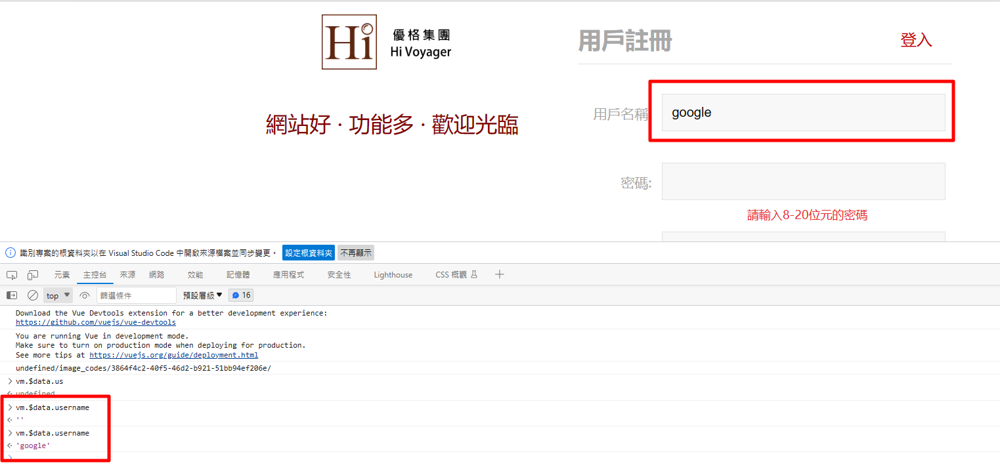 Hi
優格集團
Hi Voyager
網站好 · 功能多 · 歡迎光臨
用戶註冊
登入
用戶名稱
google
密碼:
請輸入8-20位元的密碼
識別專案的根資料夾以在 Visual Studio Code 中開啟來源檔案並同步變更。 設定根資料夾 不再顯示
元素 主控台 來源 網路 效能 記憶體 應用程式 安全性 Lighthouse CSS 概觀
top 篩選條件 預設層級 16
Download the Vue Devtools extension for a better development experience:
https://github.com/vuejs/vue-devtools
You are running Vue in development mode.
Make sure to turn on production mode when deploying for production.
See more tips at https://vuejs.org/guide/deployment.html
undefined/image_codes/3864f4c2-40f5-46d2-b921-51bb94ef206e/
vm.$data.us
undefined
vm.$data.username
''
vm.$data.username
'google'